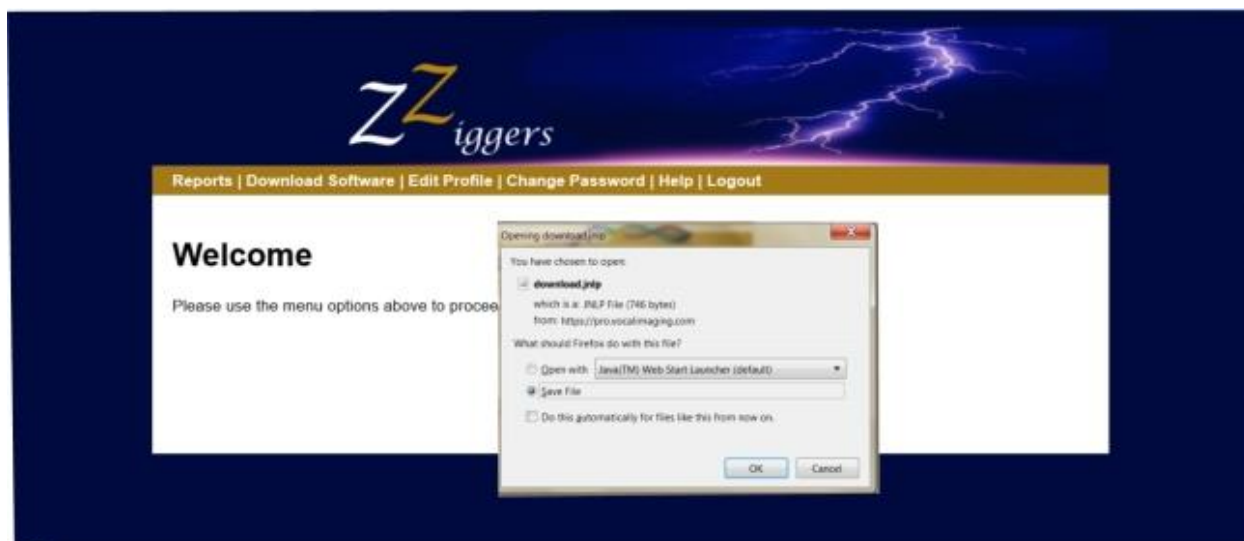 ZZiggers
Reports | Download Software | Edit Profile | Change Password | Help | Logout
Welcome
Please use the menu options above to procee
Opening download.jnlp
You have chosen to open:
download.jnlp
which is a: JNLP File (746 bytes)
from: https://pro.vocalimaging.com
What should Firefox do with this file?
Open with Java(TM) Web Start Launcher (default)
Save File
Do this automatically for files like this from now on.
OK Cancel